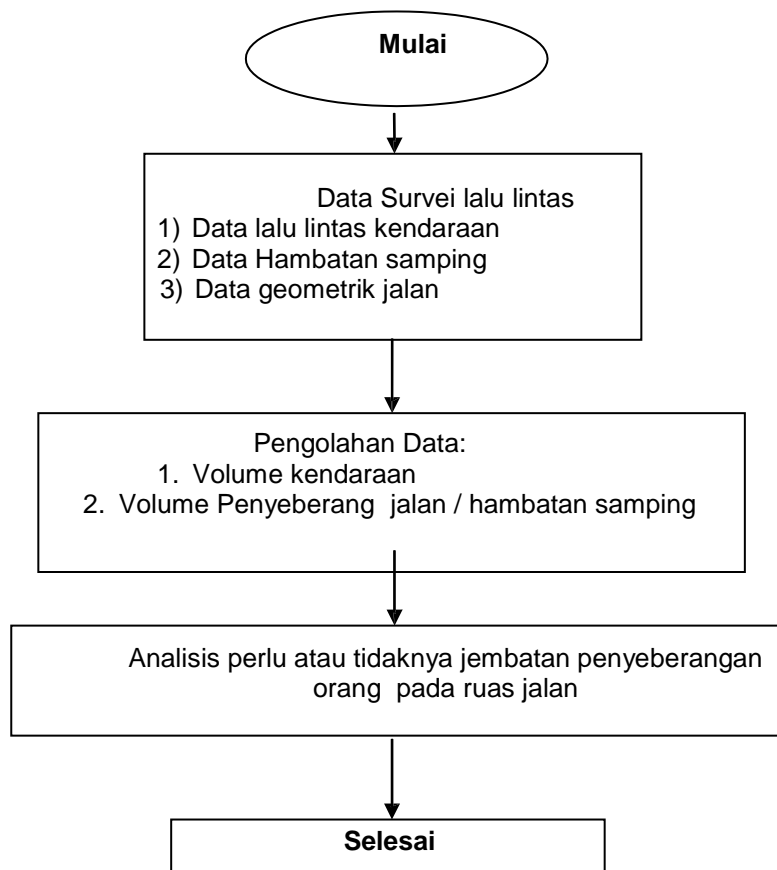 Mulai
Data Survei lalu lintas
1) Data lalu lintas kendaraan
2) Data Hambatan samping
3) Data geometrik jalan
Pengolahan Data:
1. Volume kendaraan
2. Volume Penyeberang jalan / hambatan samping
Analisis perlu atau tidaknya jembatan penyeberangan
orang pada ruas jalan
Selesai